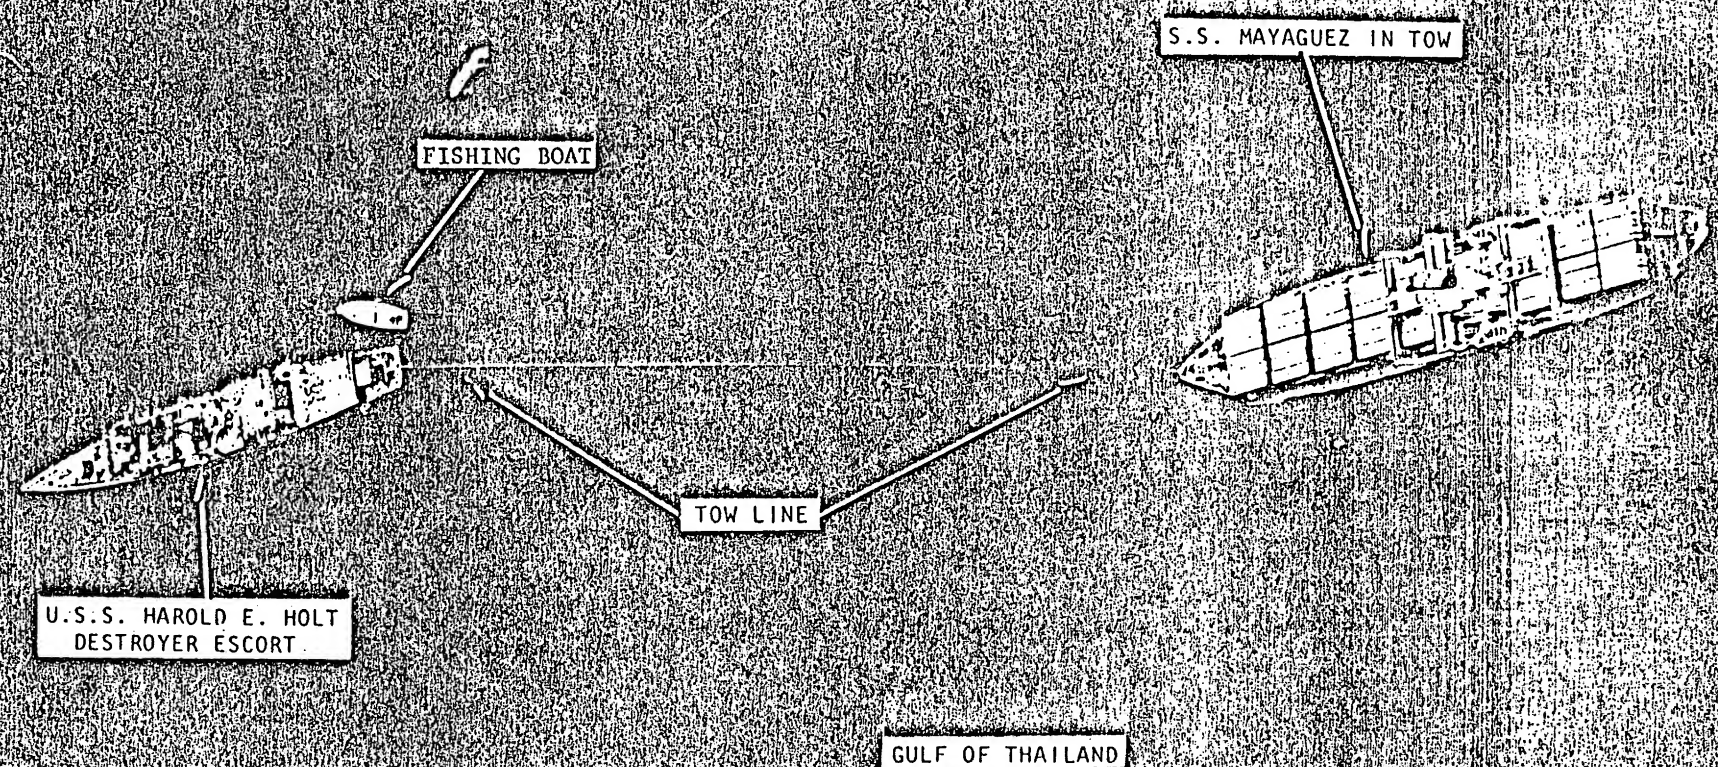 S.S. MAYAGUEZ IN TOW
FISHING BOAT
TOW LINE
U.S.S. HAROLD E. HOLT
DESTROYER ESCORT
GULF OF THAILAND